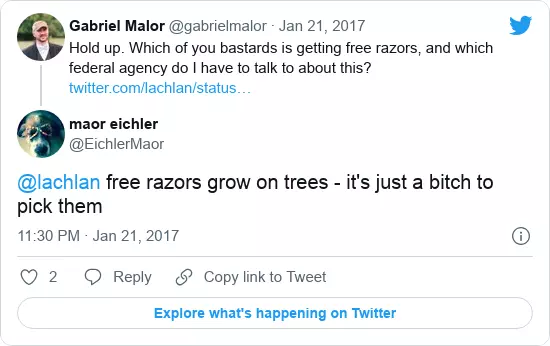 Gabriel Malor @gabrielmalor · Jan 21, 2017
Hold up. Which of you bastards is getting free razors, and which
federal agency do I have to talk to about this?
twitter.com/lachlan/status…
maor eichler
@EichlerMaor
@lachlan free razors grow on trees - it's just a bitch to
pick them
11:30 PM · Jan 21, 2017
2 Reply Copy link to Tweet
Explore what's happening on Twitter